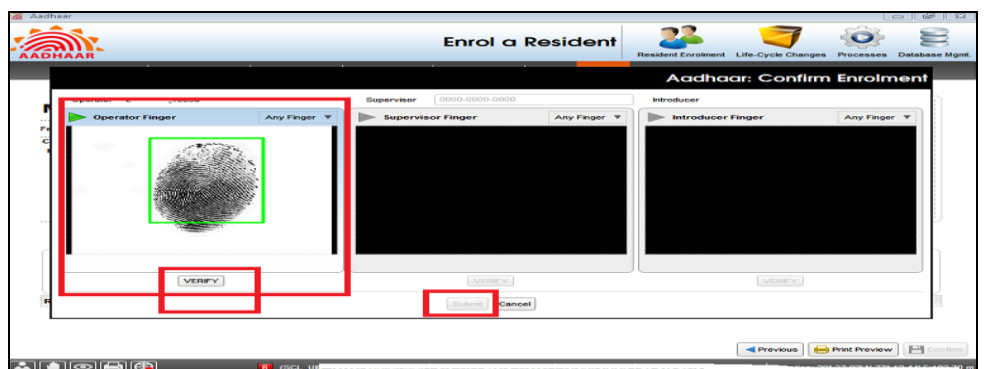 Aadhaar
AADHAAR
Enrol a Resident
Resident Enrolment Life-Cycle Changes Processes Database Mgmt.
Aadhaar: Confirm Enrolment
Supervisor 0000-0000-0000 Introducer
Operator Finger Any Finger Supervisor Finger Any Finger Introducer Finger Any Finger
VERIFY VERIFY VERIFY
Submit Cancel
Previous Print Preview Confirm